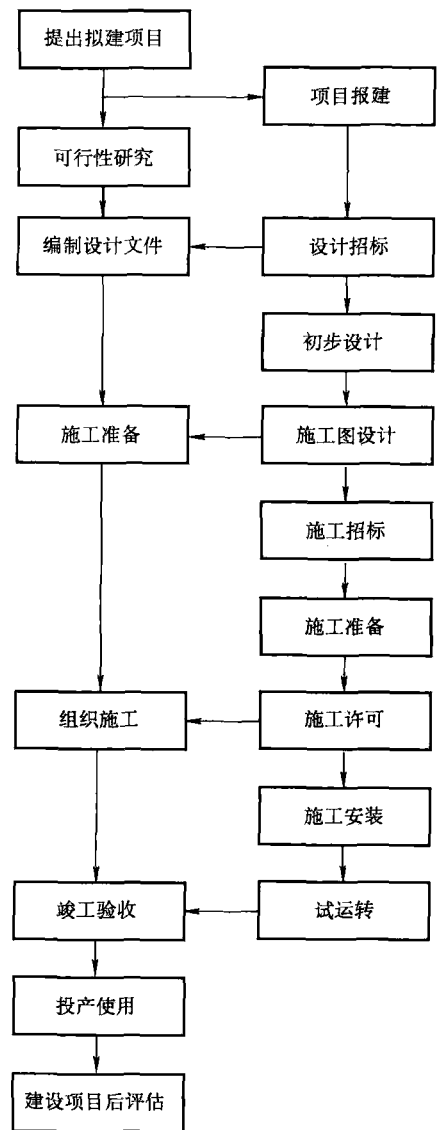 提出拟建项目
项目报建
可行性研究
编制设计文件
设计招标
初步设计
施工准备
施工图设计
施工招标
施工准备
组织施工
施工许可
施工安装
竣工验收
试运转
投产使用
建设项目后评估